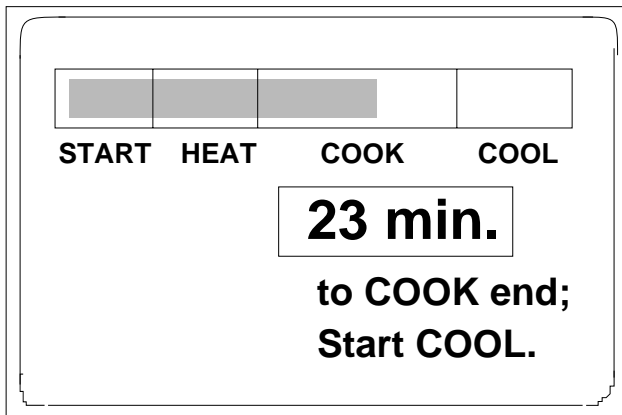 START HEAT COOK COOL
23 min.
to COOK end;
Start COOL.